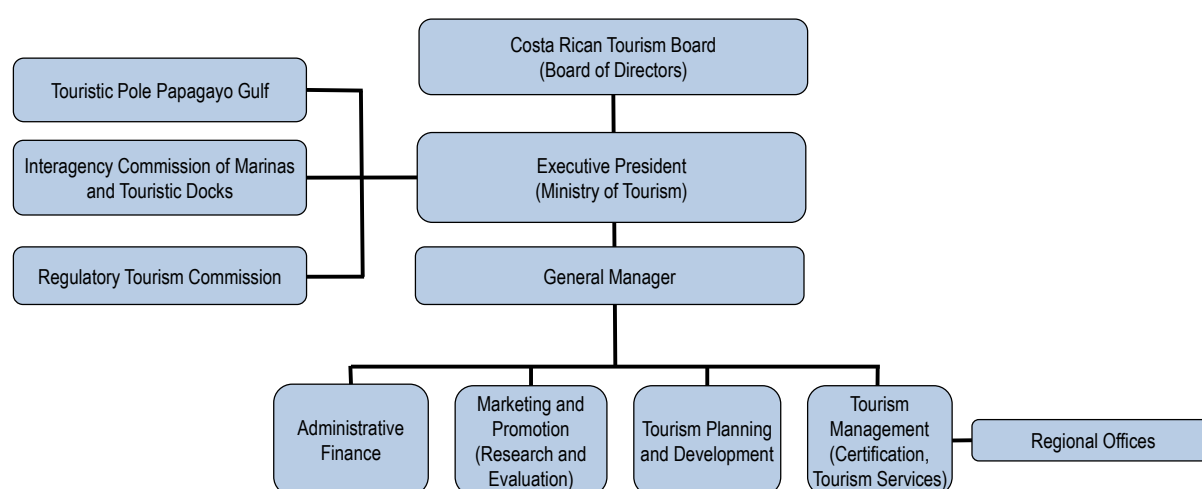 Costa Rican Tourism Board
(Board of Directors)
Touristic Pole Papagayo Gulf
Interagency Commission of Marinas
and Touristic Docks
Executive President
(Ministry of Tourism)
Regulatory Tourism Commission
General Manager
Administrative
Finance
Marketing and
Promotion
(Research and
Evaluation)
Tourism Planning
and Development
Tourism
Management
(Certification,
Tourism Services)
Regional Offices